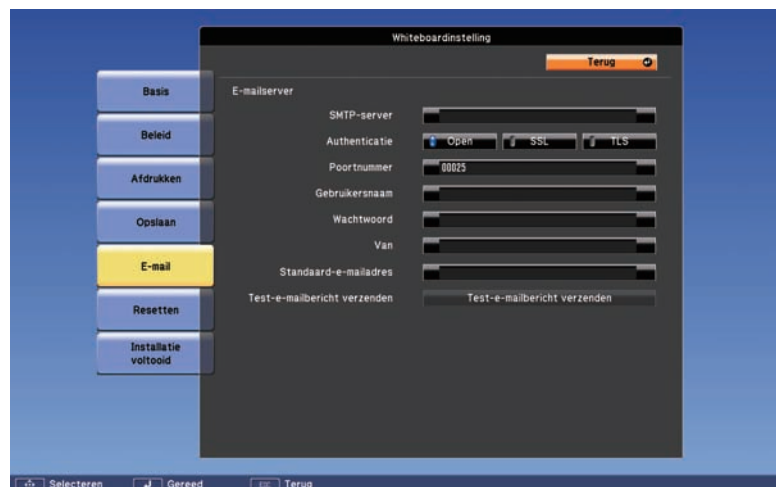 Whiteboardinstelling
Terug
Basis
Beleid
Afdrukken
Opslaan
E-mail
Resetten
Installatie
voltooid
E-mailserver
SMTP-server
Authenticatie Open SSL TLS
Poortnummer 00025
Gebruikersnaam
Wachtwoord
Van
Standaard-e-mailadres
Test-e-mailbericht verzenden Test-e-mailbericht verzenden
Selecteren Gereed Terug